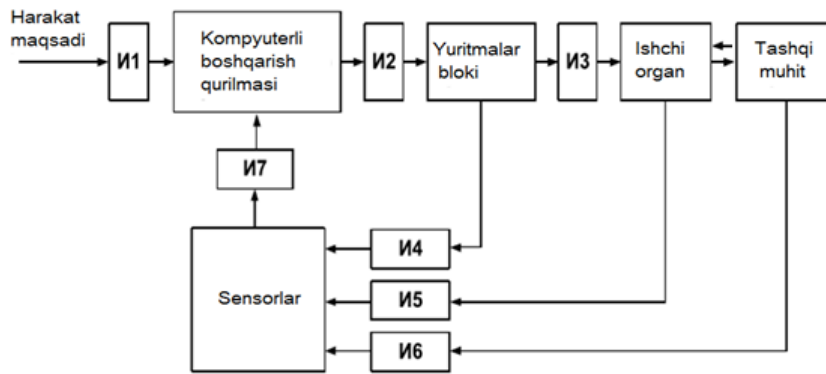 Harakat
maqsadi
И1
Kompyuterli
boshqarish
qurilmasi
И2
Yuritmalar
bloki
И3
Ishchi
organ
Tashqi
muhit
И7
Sensorlar
И4
И5
И6